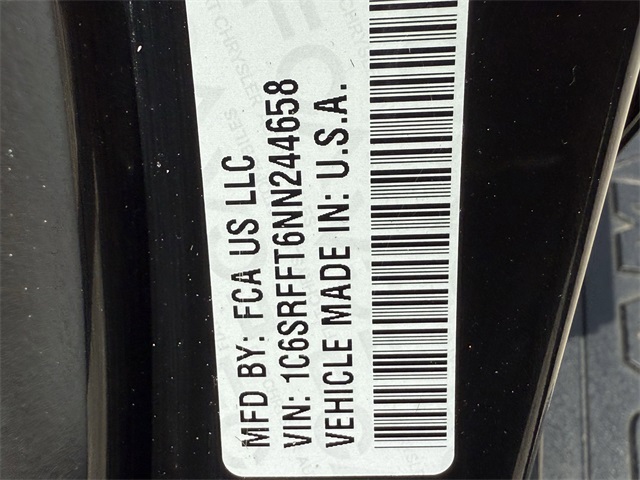 MFD BY: FCA US LLC
VIN: 1C6SRFFT6NN244658
VEHICLE MADE IN: U.S.A.